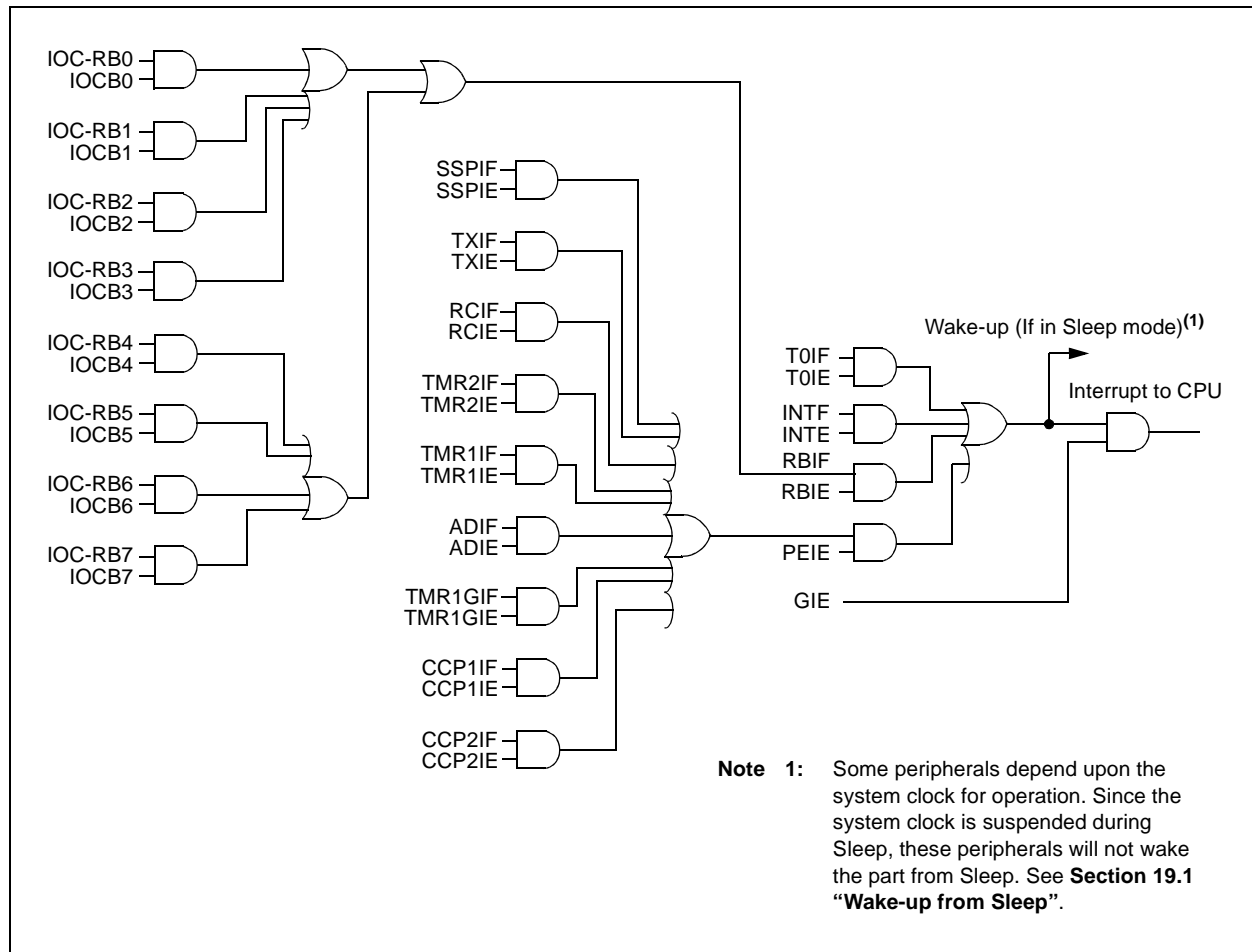 IOC-RB0
IOCB0
IOC-RB1
IOCB1
IOC-RB2
IOCB2
IOC-RB3
IOCB3
IOC-RB4
IOCB4
IOC-RB5
IOCB5
IOC-RB6
IOCB6
IOC-RB7
IOCB7
SSPIF
SSPIE
TXIF
TXIE
RCIF
RCIE
TMR2IF
TMR2IE
TMR1IF
TMR1IE
ADIF
ADIE
TMR1GIF
TMR1GIE
CCP1IF
CCP1IE
CCP2IF
CCP2IE
Wake-up (If in Sleep mode)(1)
T0IF
T0IE
Interrupt to CPU
INTF
INTE
RBIF
RBIE
PEIE
GIE
Note 1: Some peripherals depend upon the
system clock for operation. Since the
system clock is suspended during
Sleep, these peripherals will not wake
the part from Sleep. See Section 19.1
“Wake-up from Sleep”.